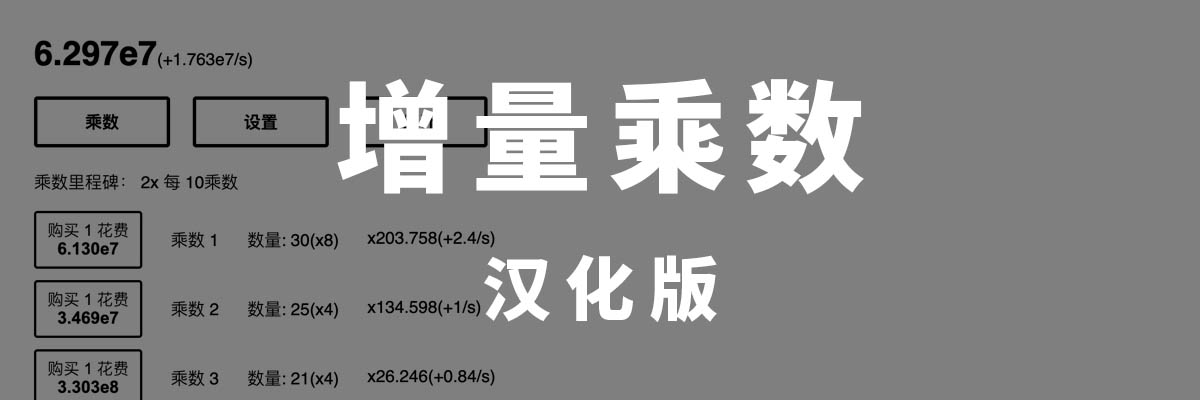 6.297e7(+1.763e7/s)
增量乘数
乘数 设置
乘数里程碑： 2x 每 10乘数
购买 1 花费
6.130e7
乘数 1 数量: 30(x8) x203.758(+2.4/s)
汉化版
购买 1 花费
3.469e7
乘数 2 数量: 25(x4) x134.598(+1/s)
购买 1 花费
3.303e8
乘数 3 数量: 21(x4) x26.246(+0.84/s)